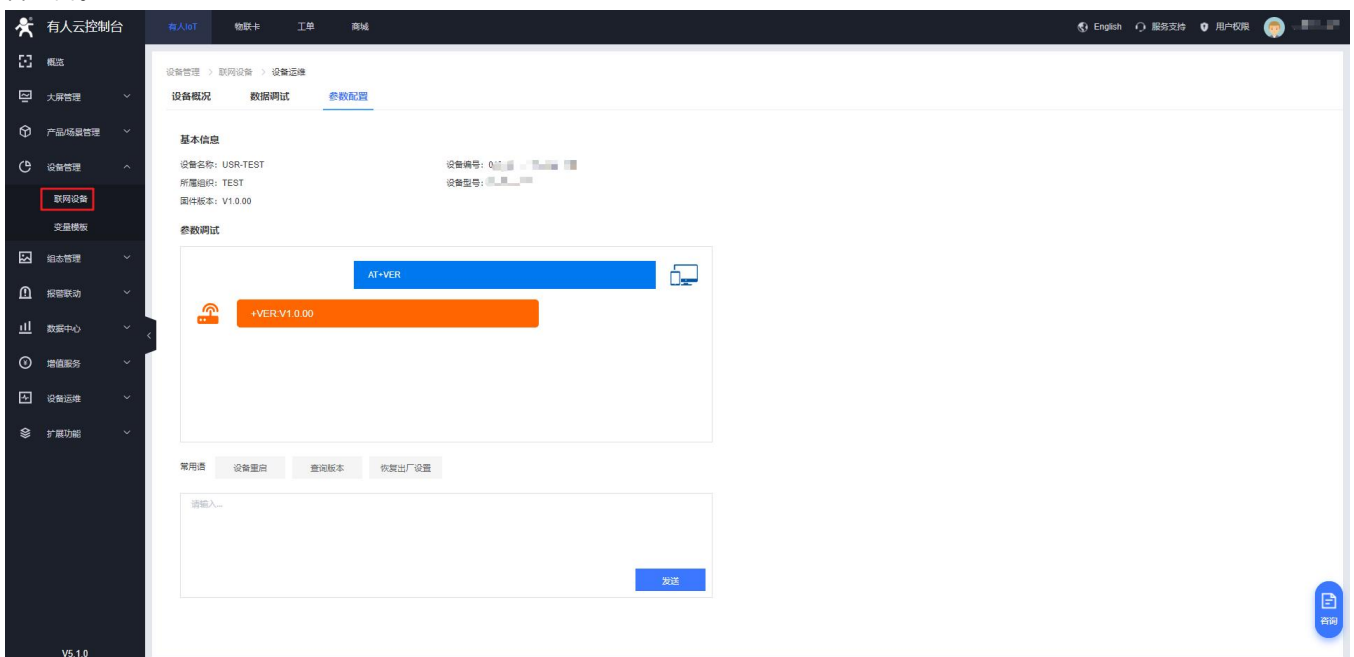 有人云控制台
有人IoT 物联卡 工单 商城
English 服务支持 用户权限
概览
大屏管理
产品/场景管理
设备管理
联网设备
变量模板
组态管理
报警联动
数据中心
增值服务
设备运维
扩展功能
V5.1.0
设备管理 > 联网设备 > 设备运维
设备概况 数据调试 参数配置
基本信息
设备名称: USR-TEST 设备编号:
所属组织: TEST 设备型号:
固件版本: V1.0.00
参数调试
AT+VER
+VER:V1.0.00
常用语 设备重启 查询版本 恢复出厂设置
请输入...
发送
咨询